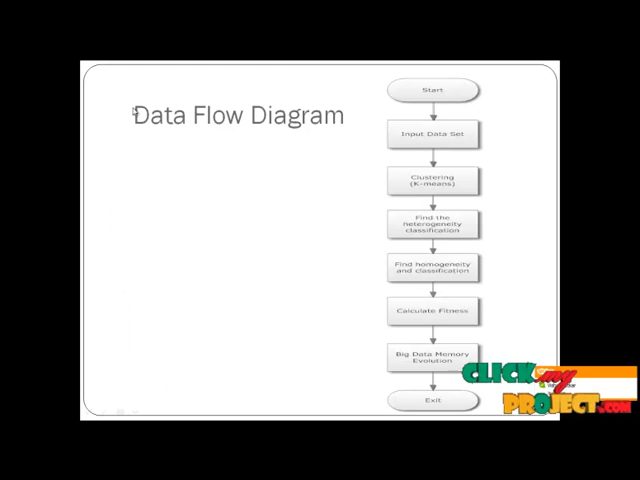 Data Flow Diagram
Start
Input Data Set
Clustering
(K-means)
Find the
heterogeneity
classification
Find homogeneity
and classification
Calculate Fitness
Big Data Memory
Evolution
Exit
CLICK my
PROJECT.COM